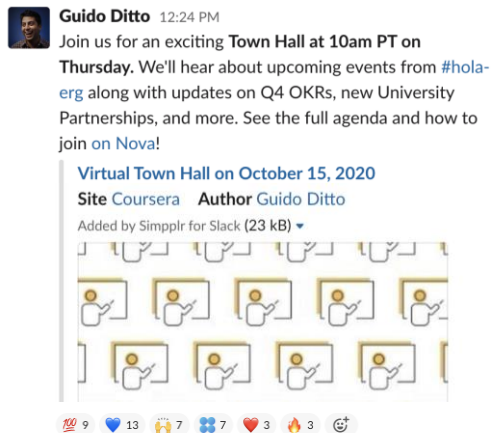 Guido Ditto 12:24 PM
Join us for an exciting Town Hall at 10am PT on
Thursday. We'll hear about upcoming events from #hola-
erg along with updates on Q4 OKRs, new University
Partnerships, and more. See the full agenda and how to
join on Nova!
Virtual Town Hall on October 15, 2020
Site Coursera Author Guido Ditto
Added by Simpplr for Slack (23 kB)
💯 9 💙 13 🙌 7 7 ❤️ 3 🔥 3